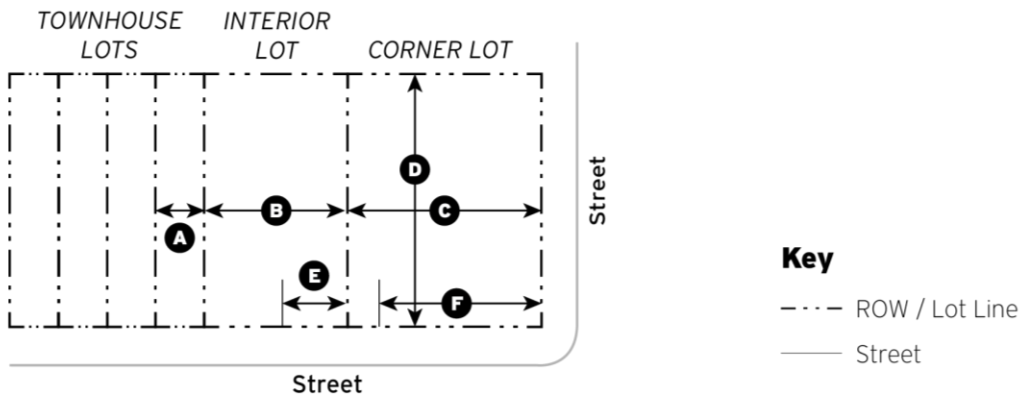 TOWNHOUSE
LOTS
INTERIOR
LOT
CORNER LOT
D
B
C
A
E
F
Street
Street
Key
ROW / Lot Line
Street